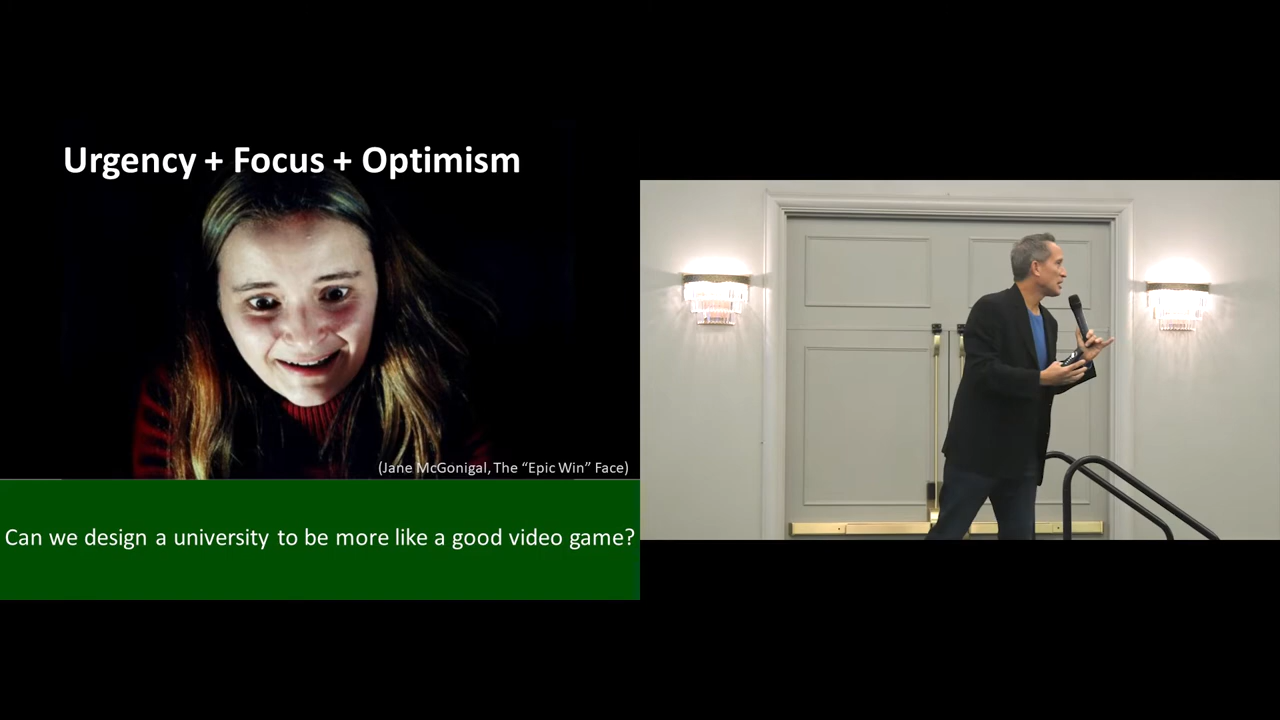 Urgency + Focus + Optimism
(Jane McGonigal, The “Epic Win” Face)
Can we design a university to be more like a good video game?